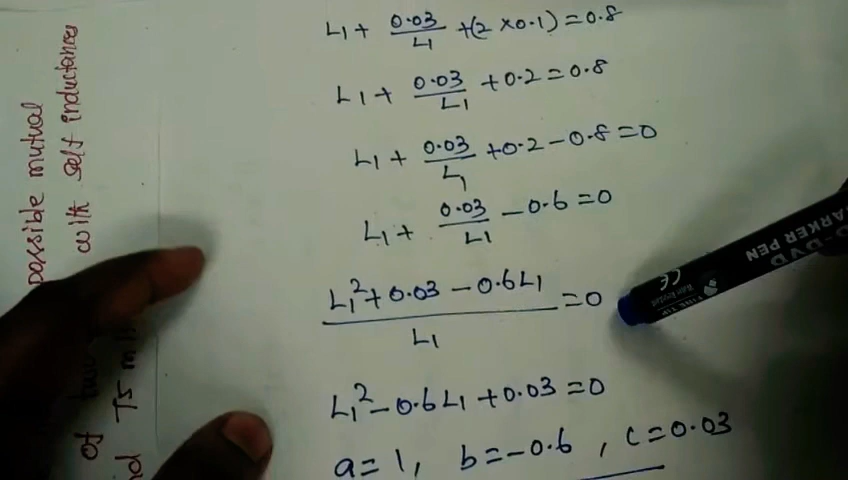 L1 + 0.03/L1 + (2 × 0.1) = 0.8
L1 + 0.03/L1 + 0.2 = 0.8
L1 + 0.03/L1 + 0.2 - 0.8 = 0
L1 + 0.03/L1 - 0.6 = 0
(L1² + 0.03 - 0.6L1)/L1 = 0
L1² - 0.6L1 + 0.03 = 0
a = 1, b = -0.6, c = 0.03
possible mutual
with self inductance
of
75 m
MARKER PEN
CE